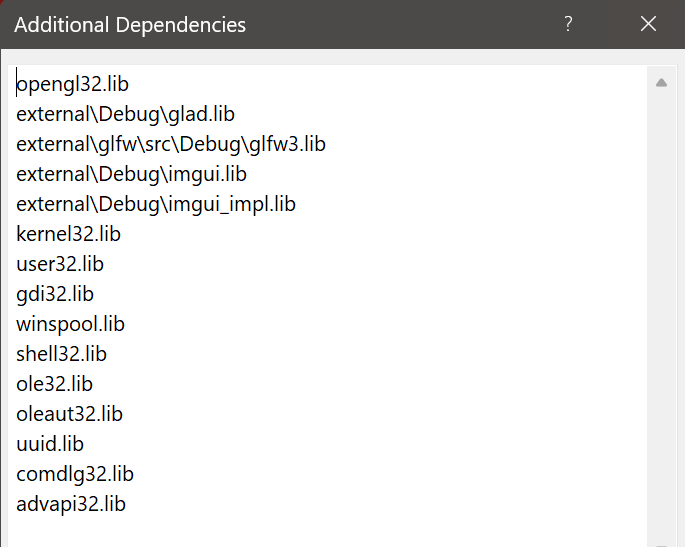 Additional Dependencies
?
opengl32.lib
external\Debug\glad.lib
external\glfw\src\Debug\glfw3.lib
external\Debug\imgui.lib
external\Debug\imgui_impl.lib
kernel32.lib
user32.lib
gdi32.lib
winspool.lib
shell32.lib
ole32.lib
oleaut32.lib
uuid.lib
comdlg32.lib
advapi32.lib